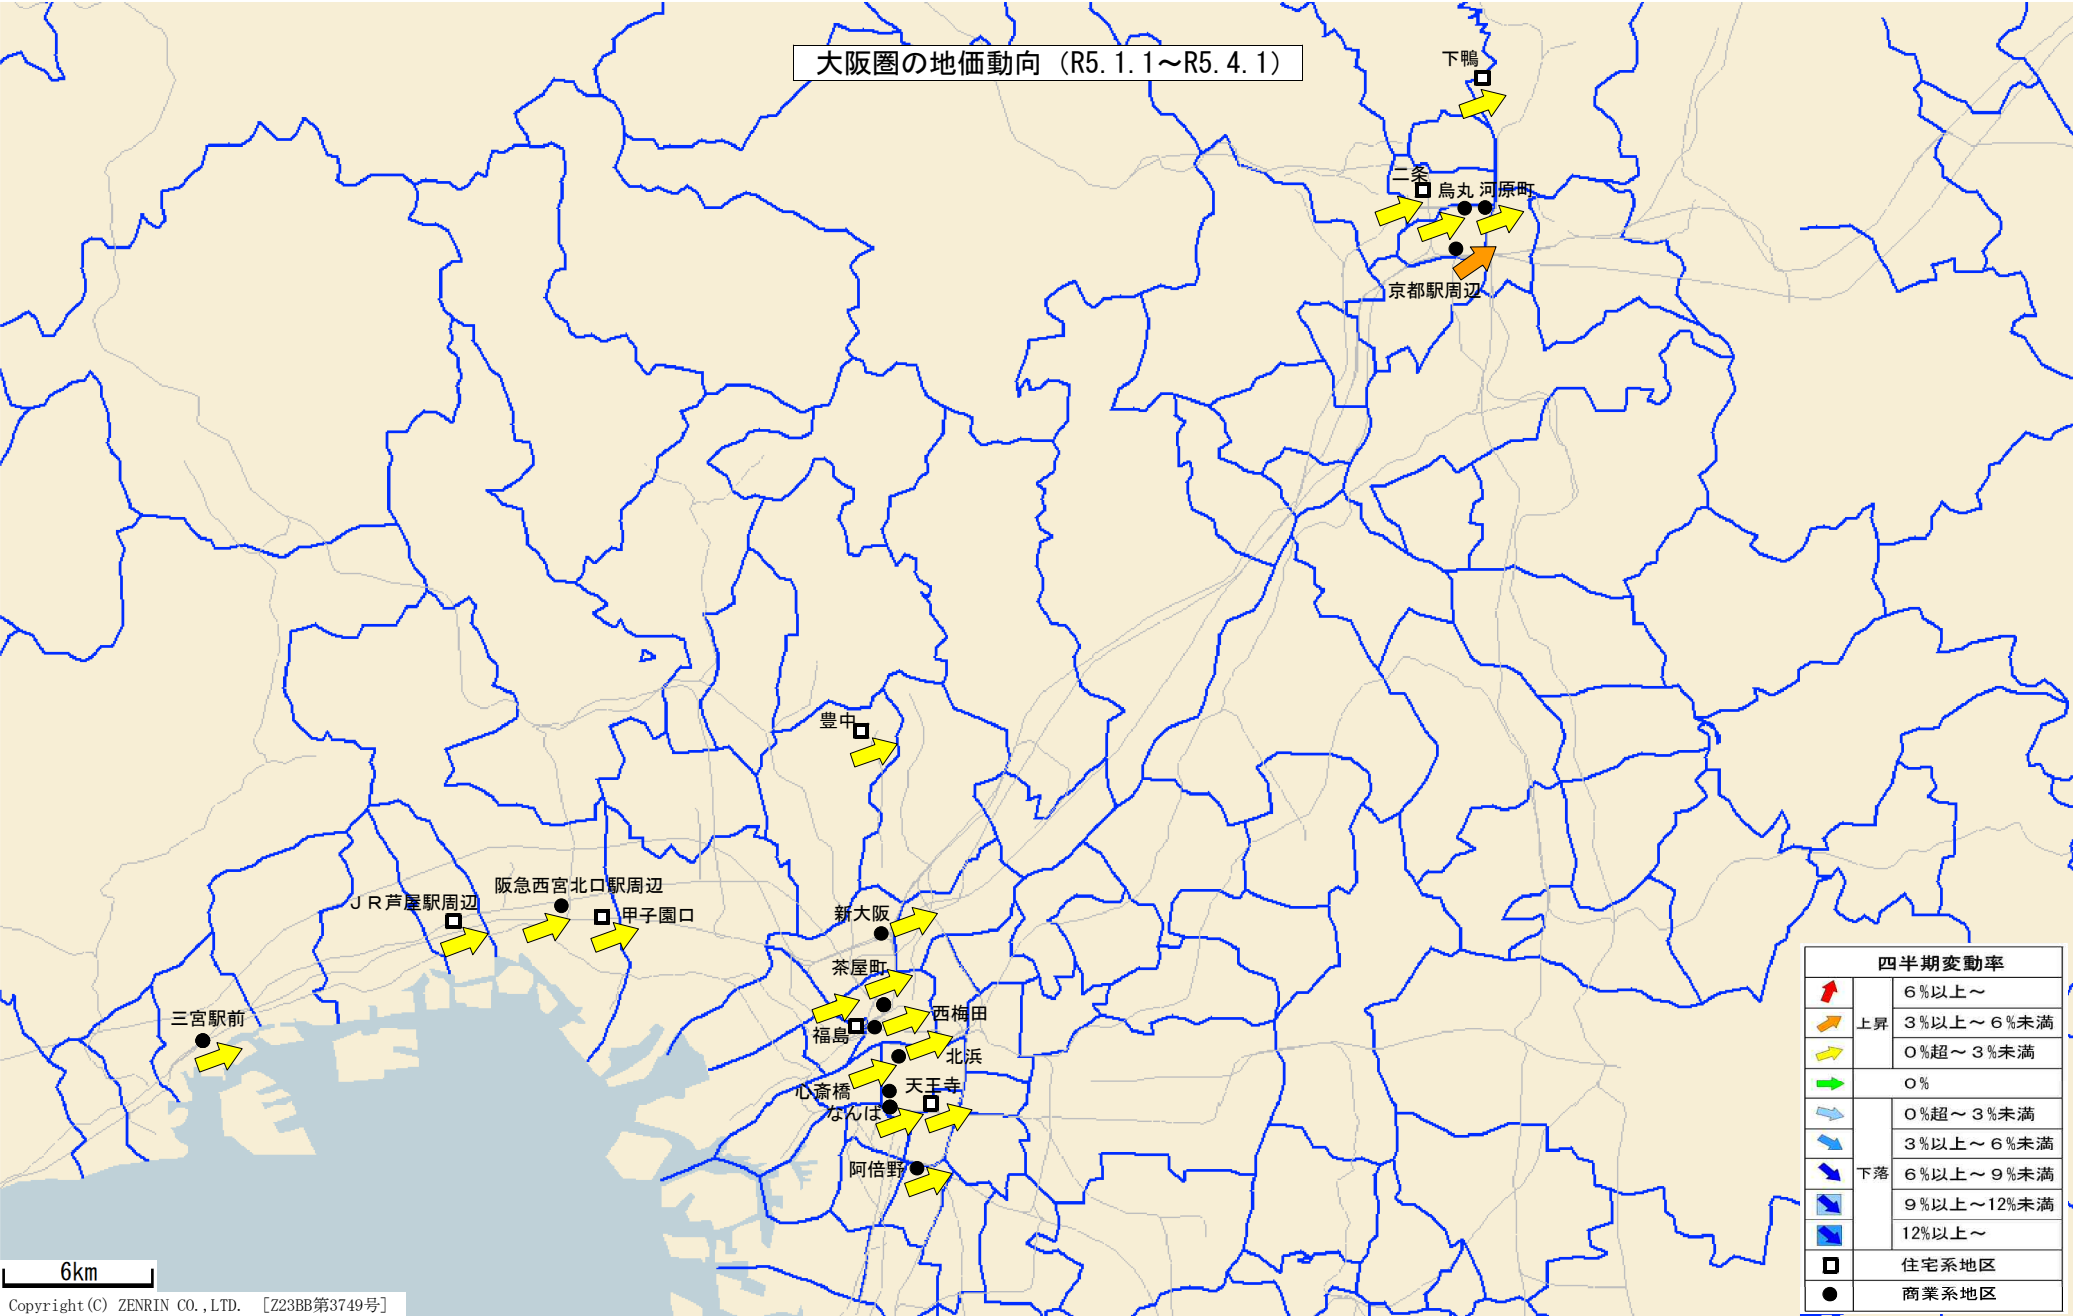 大阪圏の地価動向（R5.1.1～R5.4.1）
下鴨
二条
烏丸
河原町
京都駅周辺
豊中
阪急西宮北口駅周辺
ＪＲ芦屋駅周辺
甲子園口
新大阪
茶屋町
西梅田
三宮駅前
福島
北浜
心斎橋
天王寺
なんば
阿倍野
四半期変動率
上昇
６%以上～
３%以上～６%未満
０%超～３%未満
０%
下落
０%超～３%未満
３%以上～６%未満
６%以上～９%未満
９%以上～12%未満
12%以上～
住宅系地区
商業系地区
6km
Copyright(C) ZENRIN CO.,LTD. ［Z23BB第3749号］